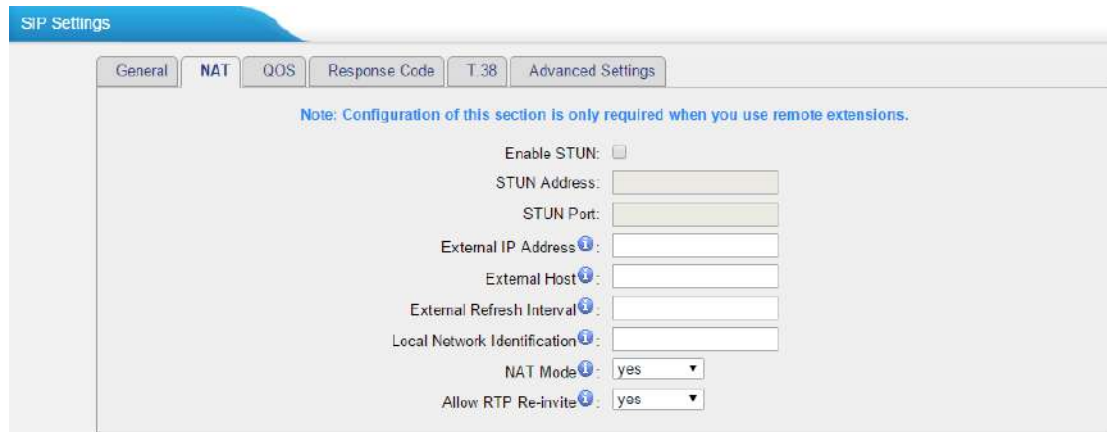 SIP Settings
General NAT QOS Response Code T.38 Advanced Settings
Note: Configuration of this section is only required when you use remote extensions.
Enable STUN:
STUN Address:
STUN Port:
External IP Address i :
External Host i :
External Refresh Interval i :
Local Network Identification i :
NAT Mode i : yes
Allow RTP Re-invite i : yes